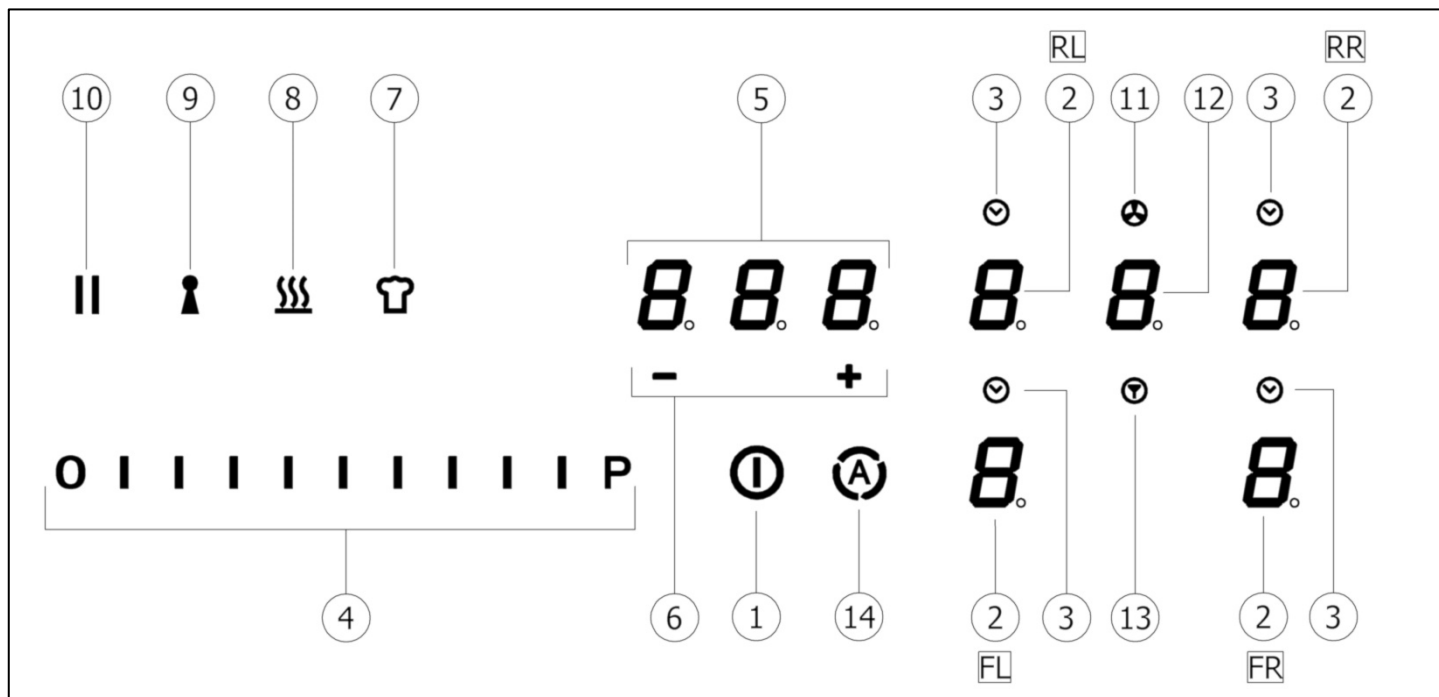 RL RR
10 9 8 7 5 3 2 11 12 3 2
8. 8. 8. 8. 8. 8.
- +
O I I I I I I I I I P A 8. 8.
4 6 1 14 2 3 13 2 3
FL FR